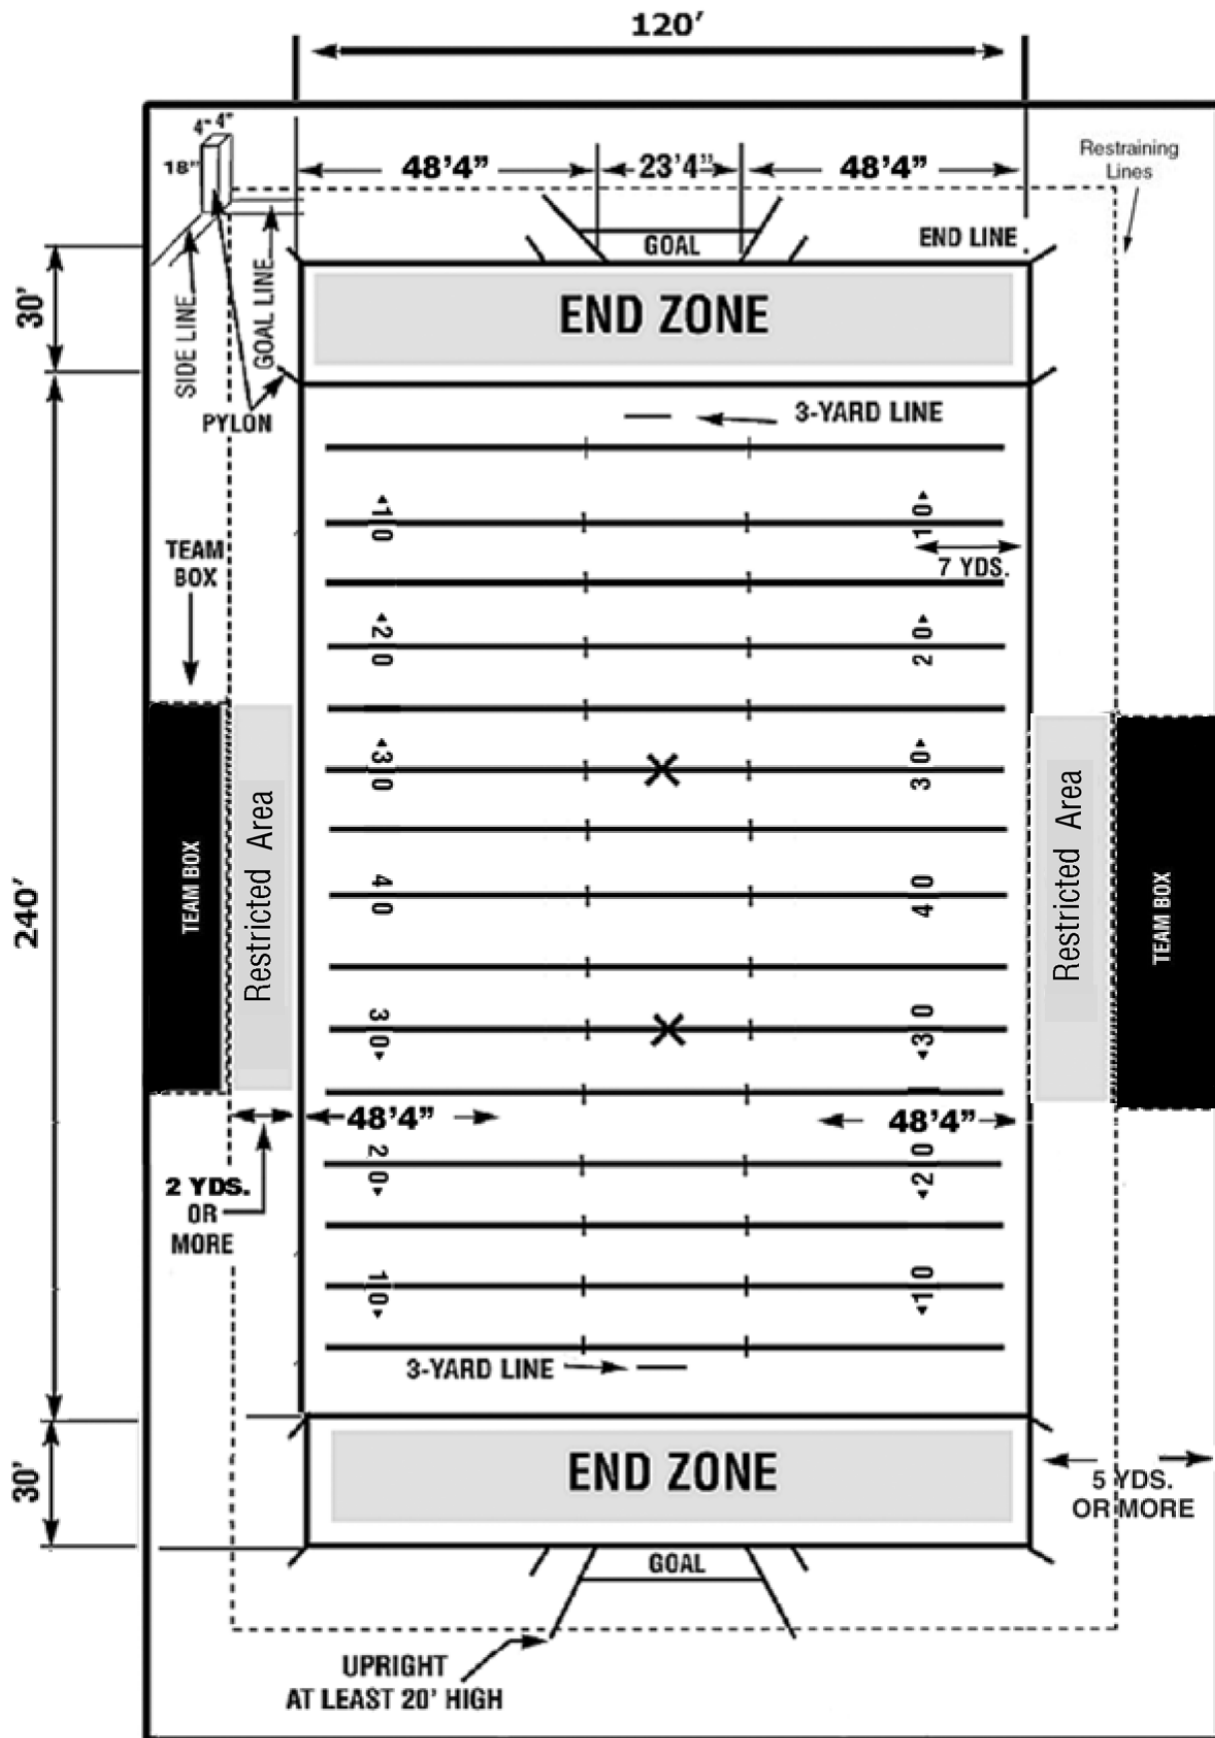 120′
4" 4"
18"
48'4"
23'4"
48'4"
Restraining
Lines
GOAL
END LINE
30'
SIDE LINE
GOAL LINE
END ZONE
PYLON
3-YARD LINE
10
10
7 YDS.
TEAM
BOX
20
20
30
30
TEAM BOX
Restricted Area
Restricted Area
TEAM BOX
240'
40
40
30
30
48'4"
48'4"
2 YDS.
OR
MORE
20
20
10
10
3-YARD LINE
30'
END ZONE
5 YDS.
OR MORE
GOAL
UPRIGHT
AT LEAST 20' HIGH